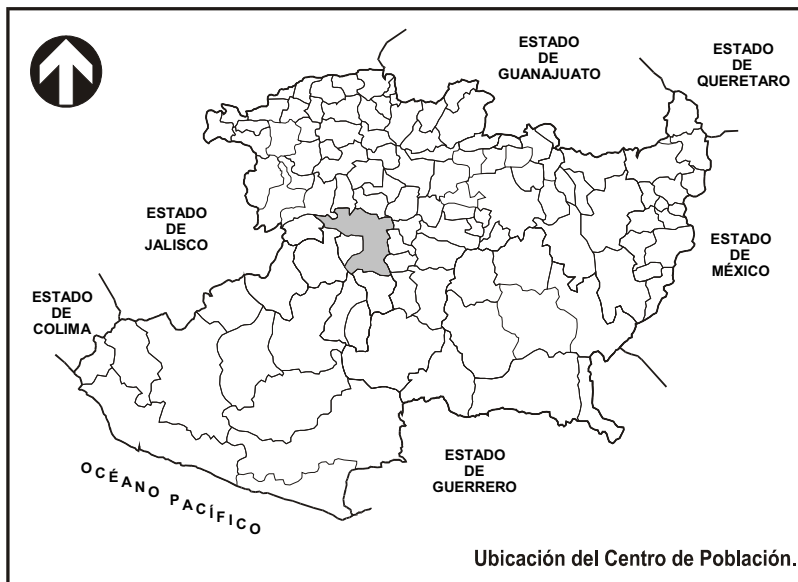 ESTADO
DE
GUANAJUATO
ESTADO
DE
QUERETARO
ESTADO
DE
JALISCO
ESTADO
DE
MÉXICO
ESTADO
DE
COLIMA
ESTADO
DE
GUERRERO
OCÉANO PACÍFICO
Ubicación del Centro de Población.